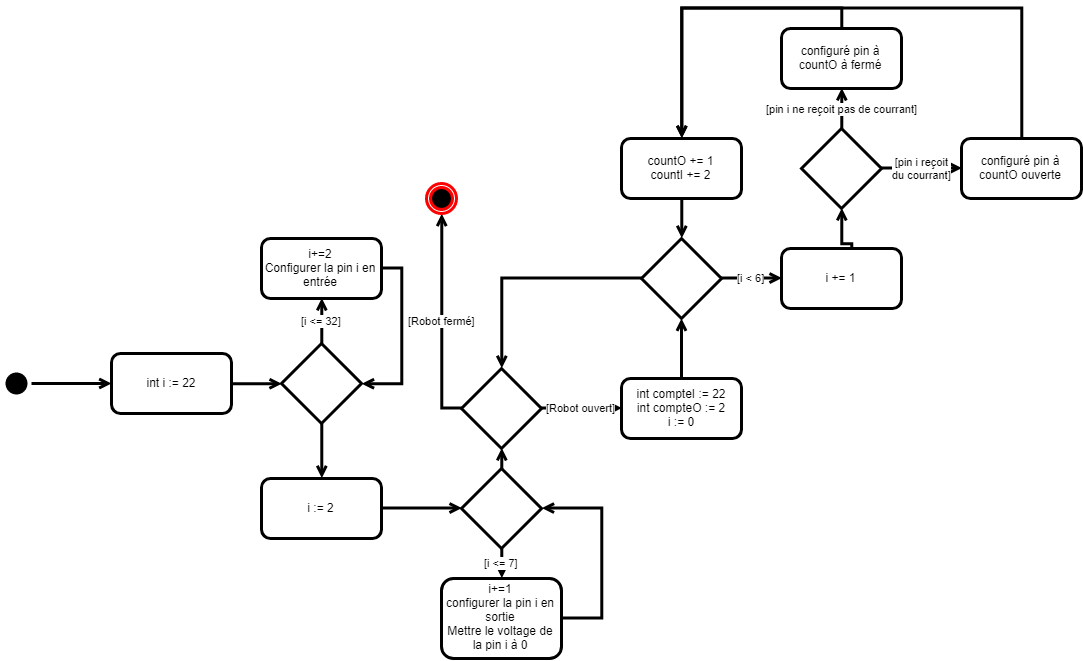 configuré pin à
countO à fermé
[pin i ne reçoit pas de courrant]
countO += 1
countI += 2
[pin i reçoit
du courrant]
configuré pin à
countO ouverte
i+=2
Configurer la pin i en
entrée
[i < 6]
i += 1
[i <= 32]
[Robot fermé]
int i := 22
int compteI := 22
int compteO := 2
i := 0
[Robot ouvert]
i := 2
[i <= 7]
i+=1
configurer la pin i en
sortie
Mettre le voltage de
la pin i à 0